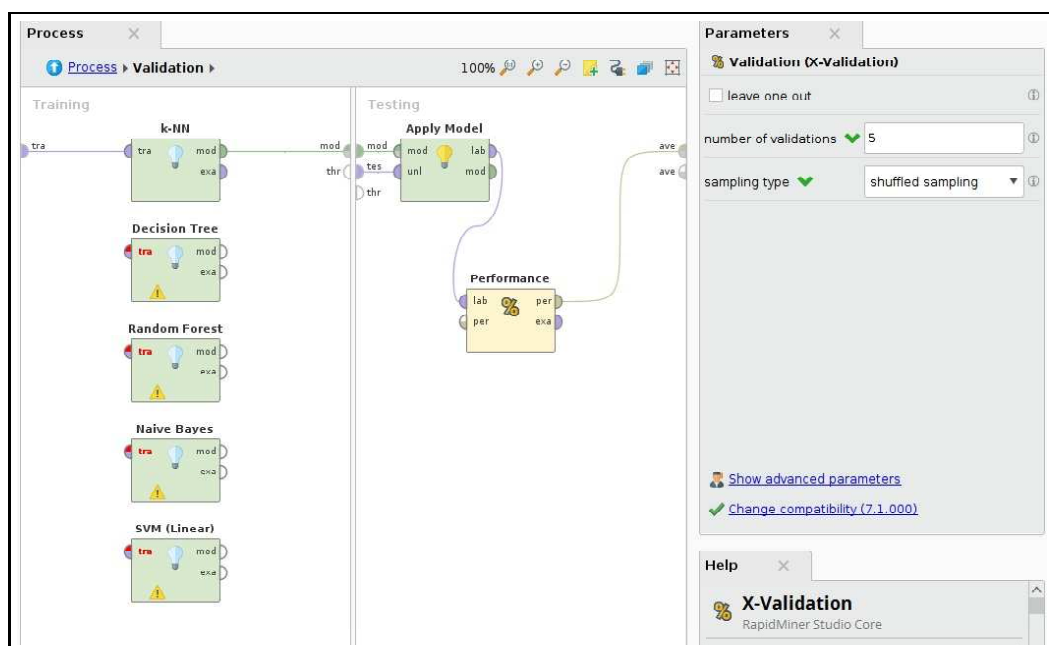 Process
Process ▸ Validation ▸
100%
Training
Testing
k-NN
tra
tra
mod
exa
mod
thr
mod
tes
thr
Apply Model
mod
unl
lab
mod
ave
ave
Decision Tree
tra
mod
exa
Performance
lab
per
per
exa
Random Forest
tra
mod
exa
Naive Bayes
tra
mod
exa
SVM (Linear)
tra
mod
exa
Parameters
Validation (X-Validation)
leave one out
number of validations
5
sampling type
shuffled sampling
Show advanced parameters
Change compatibility (7.1.000)
Help
X-Validation
RapidMiner Studio Core